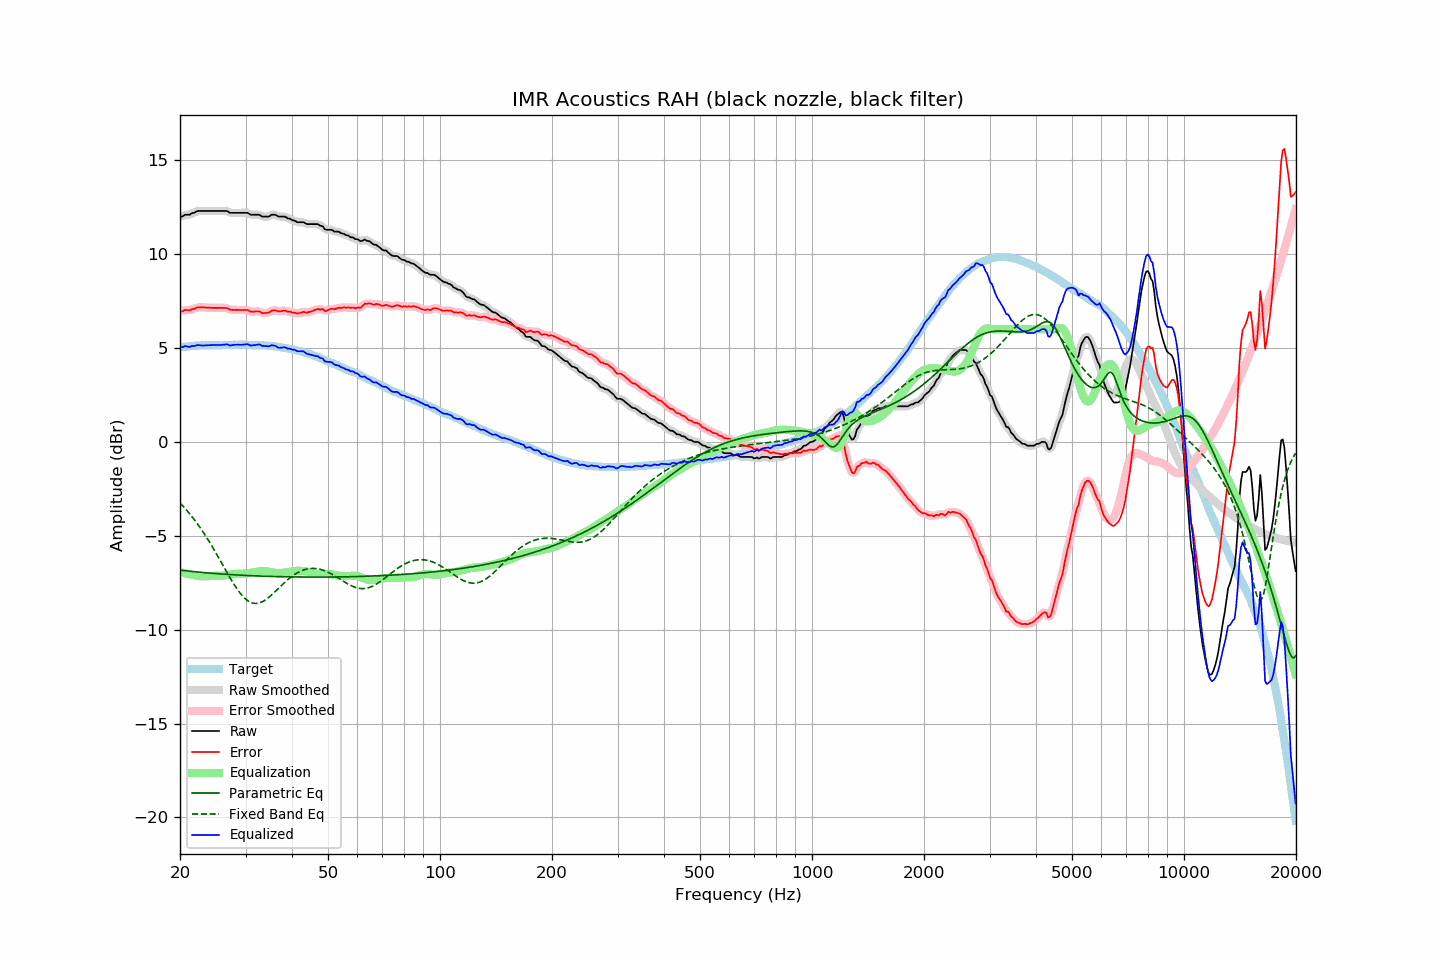 IMR Acoustics RAH (black nozzle, black filter)
Amplitude (dBr)
15
10
5
0
−5
−10
−15
−20
Target
Raw Smoothed
Error Smoothed
Raw
Error
Equalization
Parametric Eq
Fixed Band Eq
Equalized
20 50 100 200 500 1000 2000 5000 10000 20000
Frequency (Hz)